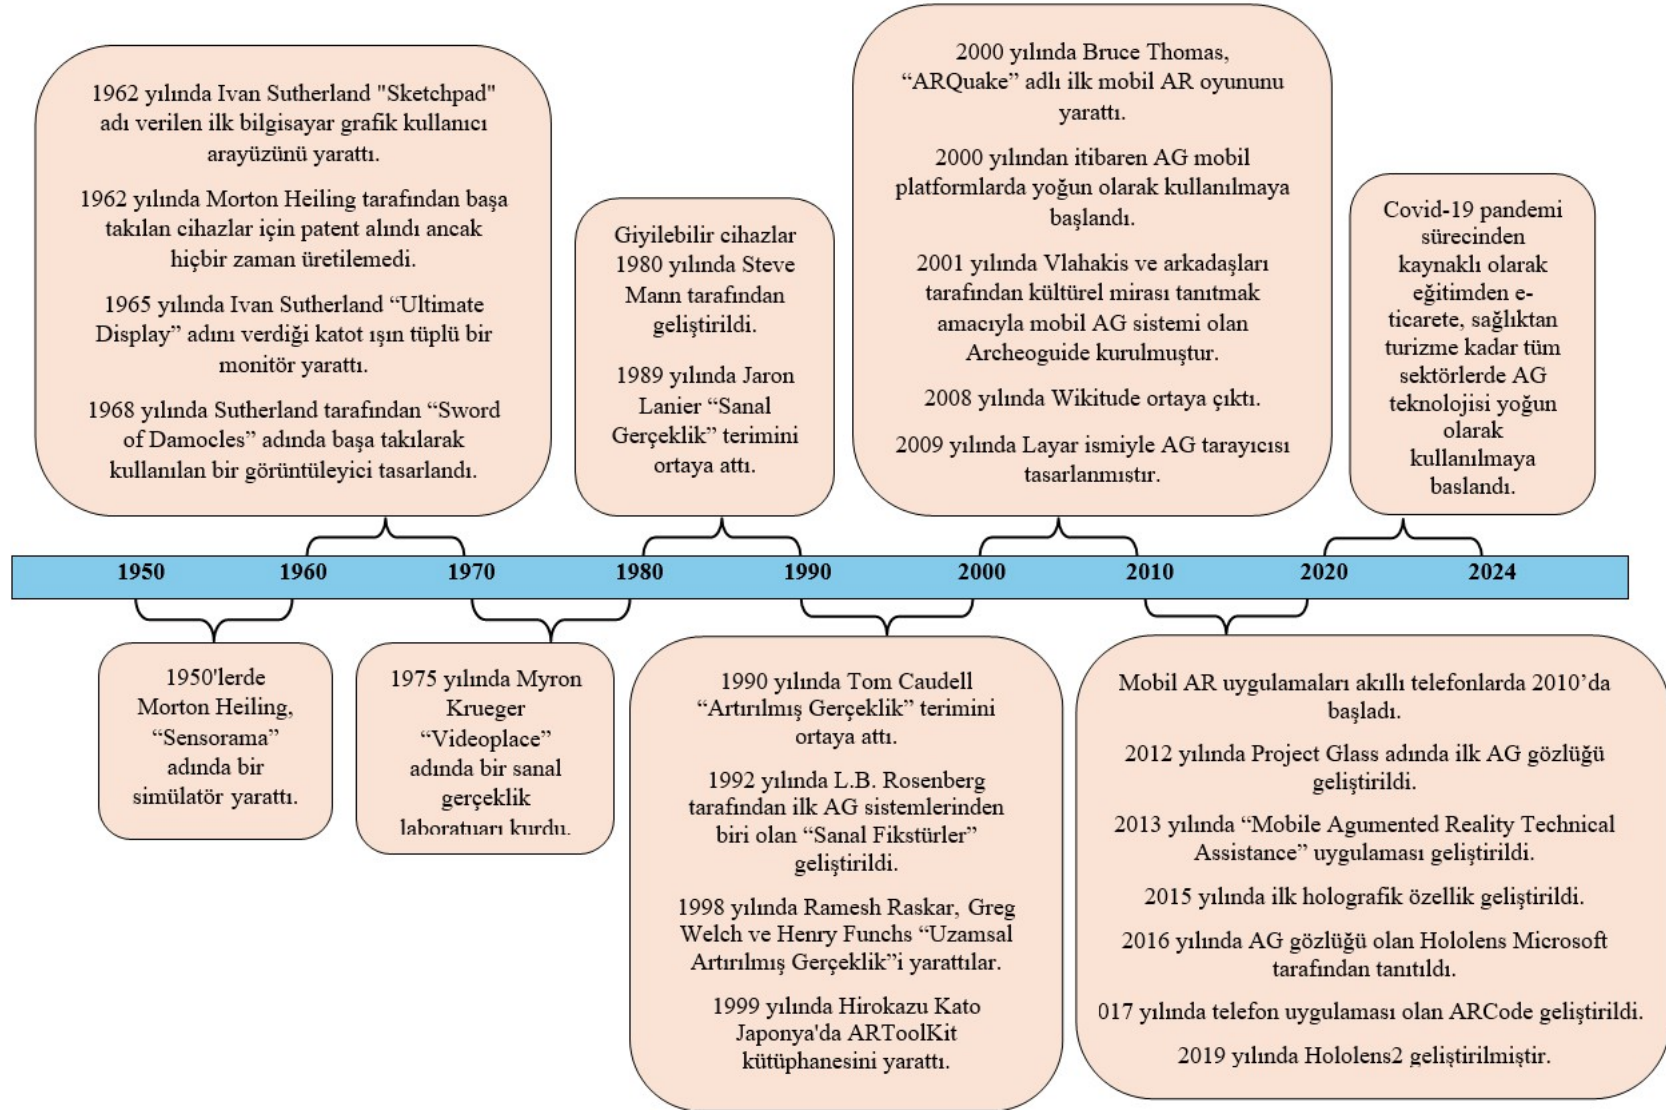 1962 yılında Ivan Sutherland "Sketchpad"
adı verilen ilk bilgisayar grafik kullanıcı
arayüzünü yarattı.
1962 yılında Morton Heiling tarafından başa
takılan cihazlar için patent alındı ancak
hiçbir zaman üretilemedi.
1965 yılında Ivan Sutherland “Ultimate
Display” adını verdiği katot ışın tüplü bir
monitör yarattı.
1968 yılında Sutherland tarafından “Sword
of Damocles” adında başa takılarak
kullanılan bir görüntüleyici tasarlandı.
Giyilebilir cihazlar
1980 yılında Steve
Mann tarafından
geliştirildi.
1989 yılında Jaron
Lanier “Sanal
Gerçeklik” terimini
ortaya attı.
2000 yılında Bruce Thomas,
“ARQuake” adlı ilk mobil AR oyununu
yarattı.
2000 yılından itibaren AG mobil
platformlarda yoğun olarak kullanılmaya
başlandı.
2001 yılında Vlahakis ve arkadaşları
tarafından kültürel mirası tanıtmak
amacıyla mobil AG sistemi olan
Archeoguide kurulmuştur.
2008 yılında Wikitude ortaya çıktı.
2009 yılında Layar ismiyle AG tarayıcısı
tasarlanmıstır.
Covid-19 pandemi
sürecinden
kaynaklı olarak
eğitimden e-
ticarete, sağlıktan
turizme kadar tüm
sektörlerde AG
teknolojisi yoğun
olarak
kullanılmaya
baslandı.
1950 1960 1970 1980 1990 2000 2010 2020 2024
1950'lerde
Morton Heiling,
“Sensorama”
adında bir
simülatör yarattı.
1975 yılında Myron
Krueger
“Videoplace”
adında bir sanal
gerçeklik
laboratuarı kurdu.
1990 yılında Tom Caudell
“Artırılmış Gerçeklik” terimini
ortaya attı.
1992 yılında L.B. Rosenberg
tarafından ilk AG sistemlerinden
biri olan “Sanal Fikstürler”
geliştirildi.
1998 yılında Ramesh Raskar, Greg
Welch ve Henry Funchs “Uzamsal
Artırılmış Gerçeklik”i yarattılar.
1999 yılında Hirokazu Kato
Japonya'da ARToolKit
kütüphanesini yarattı.
Mobil AR uygulamaları akıllı telefonlarda 2010’da
başladı.
2012 yılında Project Glass adında ilk AG gözlüğü
geliştirildi.
2013 yılında “Mobile Agumented Reality Technical
Assistance” uygulaması geliştirildi.
2015 yılında ilk holografik özellik geliştirildi.
2016 yılında AG gözlüğü olan Hololens Microsoft
tarafından tanıtıldı.
017 yılında telefon uygulaması olan ARCode geliştirildi.
2019 yılında Hololens2 geliştirilmiştir.